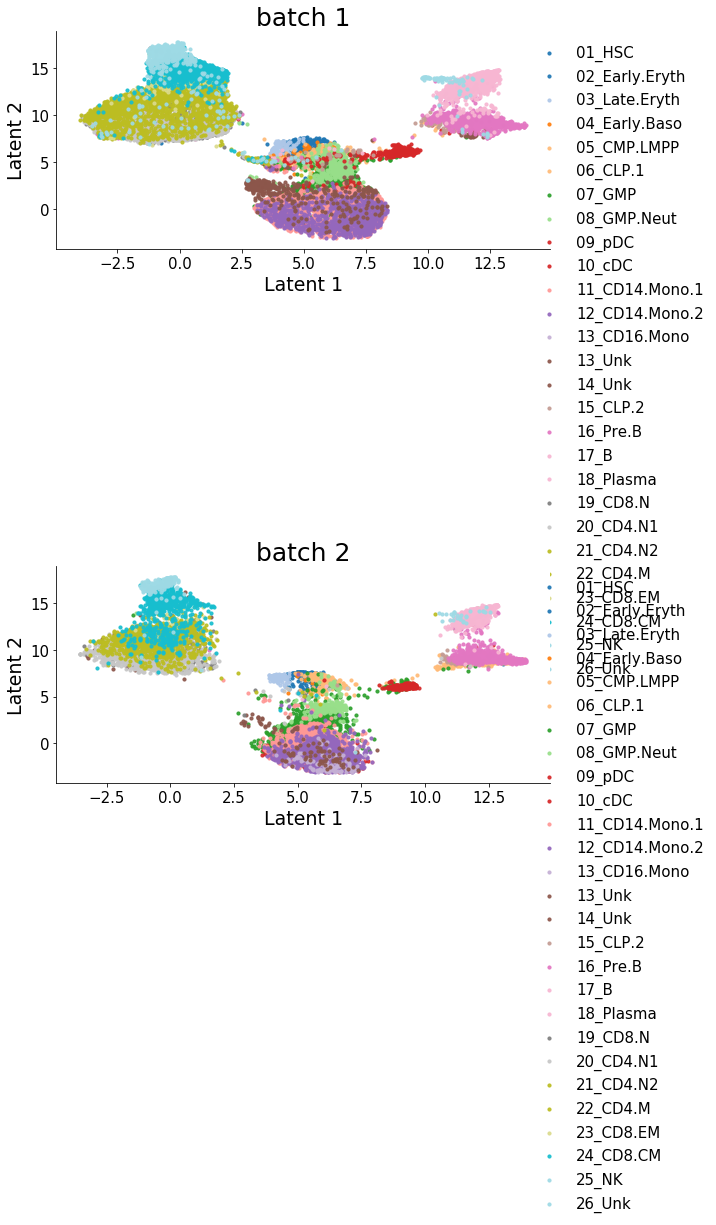 batch 1
Latent 2
15
10
5
0
−2.5 0.0 2.5 5.0 7.5 10.0 12.5
Latent 1
01_HSC
02_Early.Eryth
03_Late.Eryth
04_Early.Baso
05_CMP.LMPP
06_CLP.1
07_GMP
08_GMP.Neut
09_pDC
10_cDC
11_CD14.Mono.1
12_CD14.Mono.2
13_CD16.Mono
13_Unk
14_Unk
15_CLP.2
16_Pre.B
17_B
18_Plasma
19_CD8.N
20_CD4.N1
21_CD4.N2
22_CD4.M
23_CD8.EM
24_CD8.CM
25_NK
26_Unk
batch 2
Latent 2
15
10
5
0
−2.5 0.0 2.5 5.0 7.5 10.0 12.5
Latent 1
01_HSC
02_Early.Eryth
03_Late.Eryth
04_Early.Baso
05_CMP.LMPP
06_CLP.1
07_GMP
08_GMP.Neut
09_pDC
10_cDC
11_CD14.Mono.1
12_CD14.Mono.2
13_CD16.Mono
13_Unk
14_Unk
15_CLP.2
16_Pre.B
17_B
18_Plasma
19_CD8.N
20_CD4.N1
21_CD4.N2
22_CD4.M
23_CD8.EM
24_CD8.CM
25_NK
26_Unk